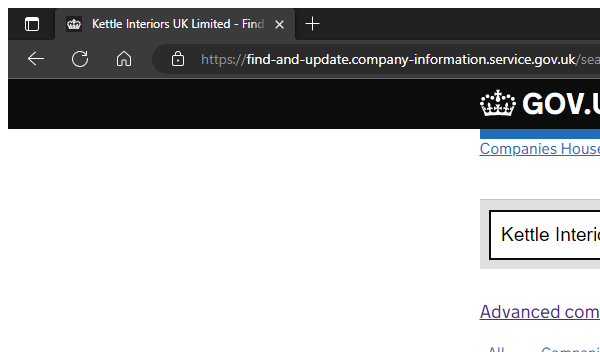 Kettle Interiors UK Limited - Find
https://find-and-update.company-information.service.gov.uk/sea
GOV.U
Companies House
Kettle Interio
Advanced com
All Compani